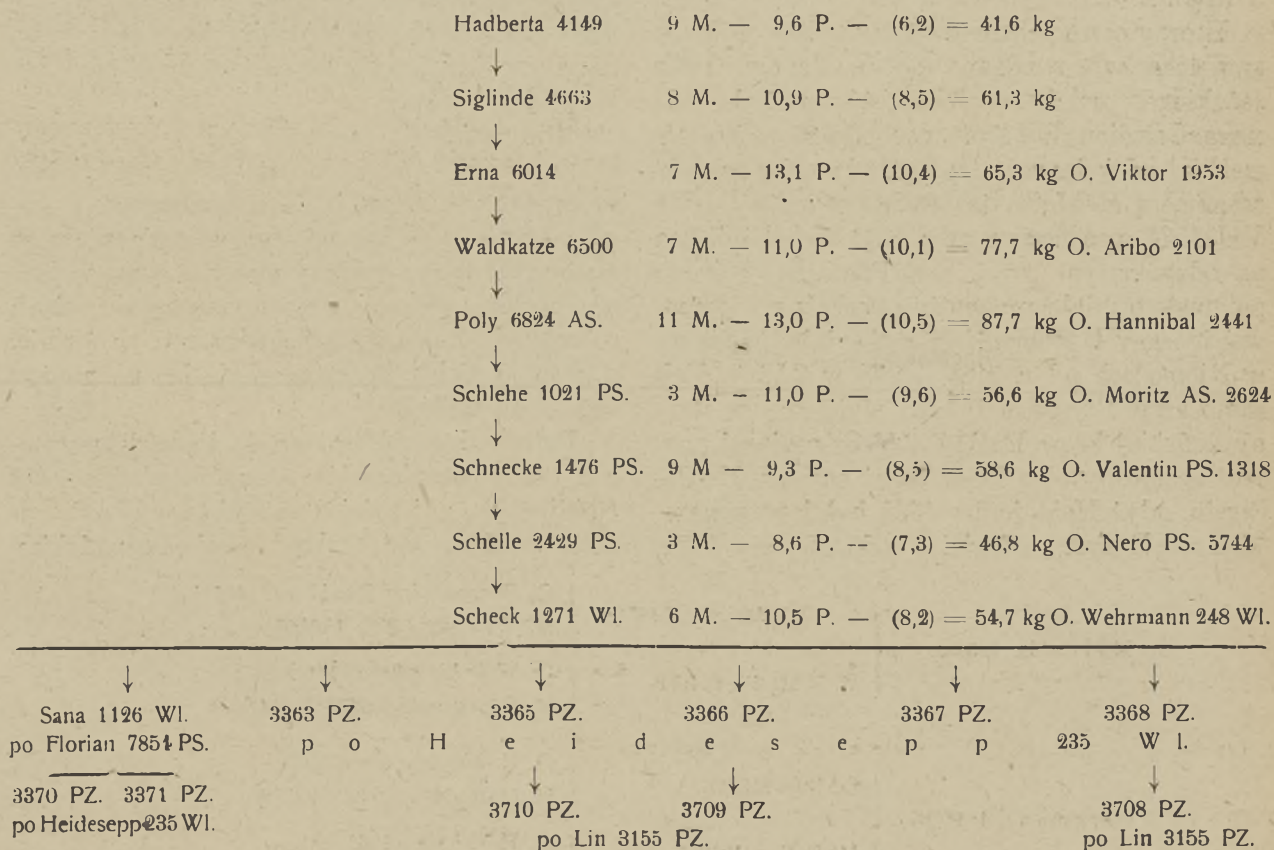 Hadberta 4149 9 M. — 9,6 P. — (6,2) = 41,6 kg
Siglinde 4663 8 M. — 10,9 P. — (8,5) = 61,3 kg
Erna 6014 7 M. — 13,1 P. — (10,4) = 65,3 kg O. Viktor 1953
Waldkatze 6500 7 M. — 11,0 P. — (10,1) = 77,7 kg O. Aribo 2101
Poly 6824 AS. 11 M. — 13,0 P. — (10,5) = 87,7 kg O. Hannibal 2441
Schlehe 1021 PS. 3 M. — 11,0 P. — (9,6) = 56,6 kg O. Moritz AS. 2624
Schnecke 1476 PS. 9 M — 9,3 P. — (8,5) = 58,6 kg O. Valentin PS. 1318
Schelle 2429 PS. 3 M. — 8,6 P. -- (7,3) = 46,8 kg O. Nero PS. 5744
Scheck 1271 Wl. 6 M. — 10,5 P. — (8,2) = 54,7 kg O. Wehrmann 248 Wl.
Sana 1126 Wl. 3363 PZ. 3365 PZ. 3366 PZ. 3367 PZ. 3368 PZ.
po Florian 7854 PS. p o H e i d e s e p p 235 W l.
3370 PZ. 3371 PZ. 3710 PZ. 3709 PZ. 3708 PZ.
po Heidesepp 235 Wl. po Lin 3155 PZ. po Lin 3155 PZ.